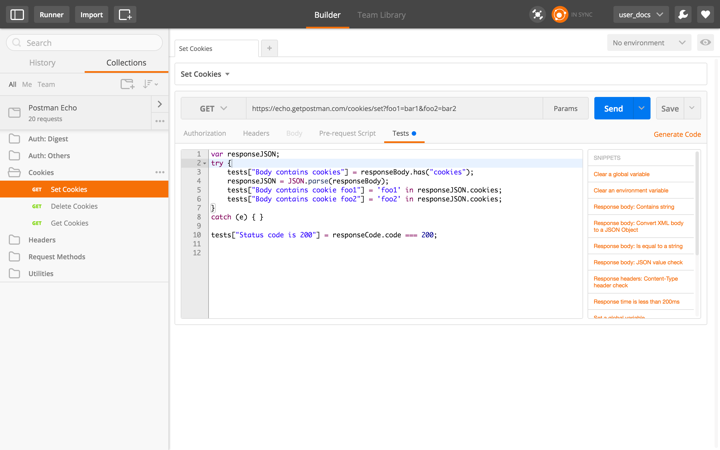 Runner
Import
Builder
Team Library
IN SYNC
user_docs
Search
History
Collections
All Me Team
Postman Echo
20 requests
Auth: Digest
Auth: Others
Cookies
GET Set Cookies
GET Delete Cookies
GET Get Cookies
Headers
Request Methods
Utilities
Set Cookies
+
No environment
Set Cookies
GET
https://echo.getpostman.com/cookies/set?foo1=bar1&foo2=bar2
Params
Send
Save
Authorization
Headers
Body
Pre-request Script
Tests
Generate Code
1 var responseJSON;
2 try {
3 tests["Body contains cookies"] = responseBody.has("cookies");
4 responseJSON = JSON.parse(responseBody);
5 tests["Body contains cookie foo1"] = 'foo1' in responseJSON.cookies;
6 tests["Body contains cookie foo2"] = 'foo2' in responseJSON.cookies;
7 }
8 catch (e) { }
9
10 tests["Status code is 200"] = responseCode.code === 200;
11
12
SNIPPETS
Clear a global variable
Clear an environment variable
Response body: Contains string
Response body: Convert XML body
to a JSON Object
Response body: Is equal to a string
Response body: JSON value check
Response headers: Content-Type
header check
Response time is less than 200ms
Set a global variable